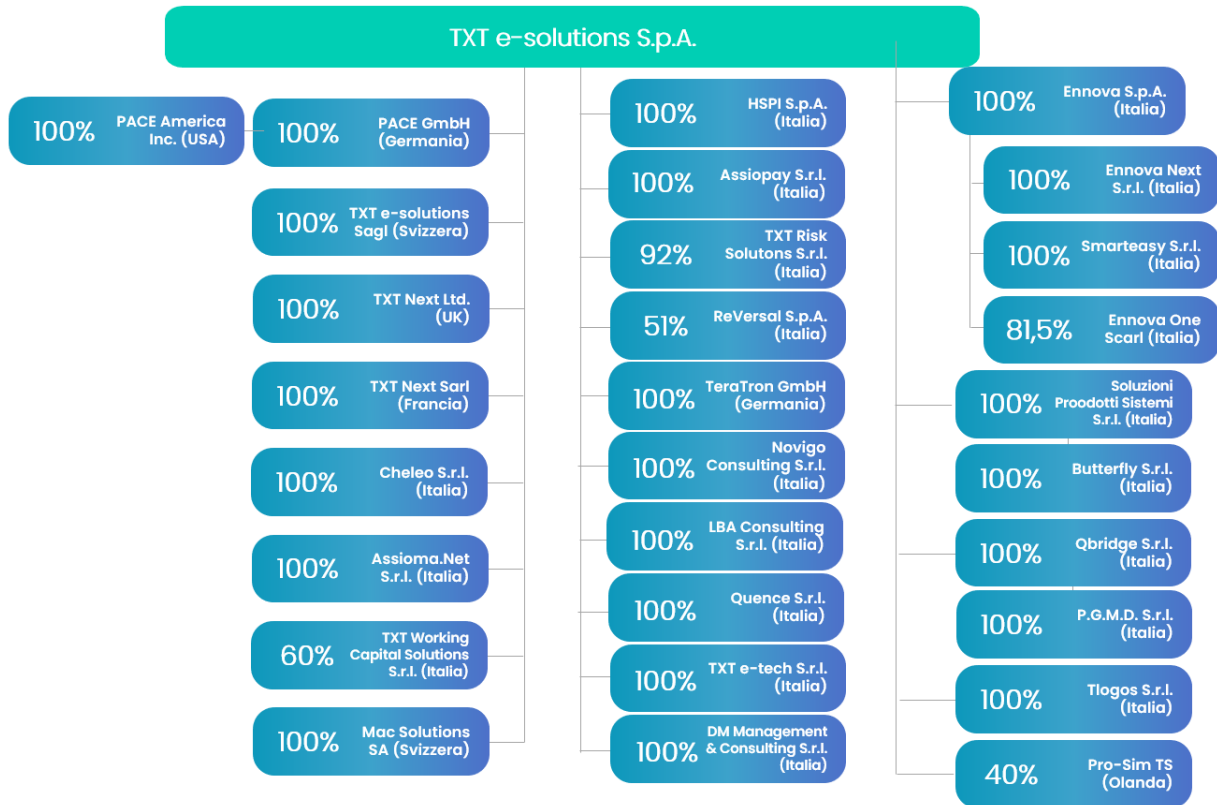 TXT e-solutions S.p.A.
100%
PACE America
Inc. (USA)
100%
PACE GmbH
(Germania)
100%
TXT e-solutions
Sagl (Svizzera)
100%
TXT Next Ltd.
(UK)
100%
TXT Next Sarl
(Francia)
100%
Cheleo S.r.l.
(Italia)
100%
Assioma.Net
S.r.l. (Italia)
60%
TXT Working
Capital Solutions
S.r.l. (Italia)
100%
Mac Solutions
SA (Svizzera)
100%
HSPI S.p.A.
(Italia)
100%
Assiopay S.r.l.
(Italia)
92%
TXT Risk
Solutons S.r.l.
(Italia)
51%
ReVersal S.p.A.
(Italia)
100%
TeraTron GmbH
(Germania)
100%
Novigo
Consulting S.r.l.
(Italia)
100%
LBA Consulting
S.r.l. (Italia)
100%
Quence S.r.l.
(Italia)
100%
TXT e-tech S.r.l.
(Italia)
100%
DM Management
& Consulting S.r.l.
(Italia)
100%
Ennova S.p.A.
(Italia)
100%
Ennova Next
S.r.l. (Italia)
100%
Smarteasy S.r.l.
(Italia)
81,5%
Ennova One
Scarl (Italia)
100%
Soluzioni
Proodotti Sistemi
S.r.l. (Italia)
100%
Butterfly S.r.l.
(Italia)
100%
Qbridge S.r.l.
(Italia)
100%
P.G.M.D. S.r.l.
(Italia)
100%
Tlogos S.r.l.
(Italia)
40%
Pro-Sim TS
(Olanda)